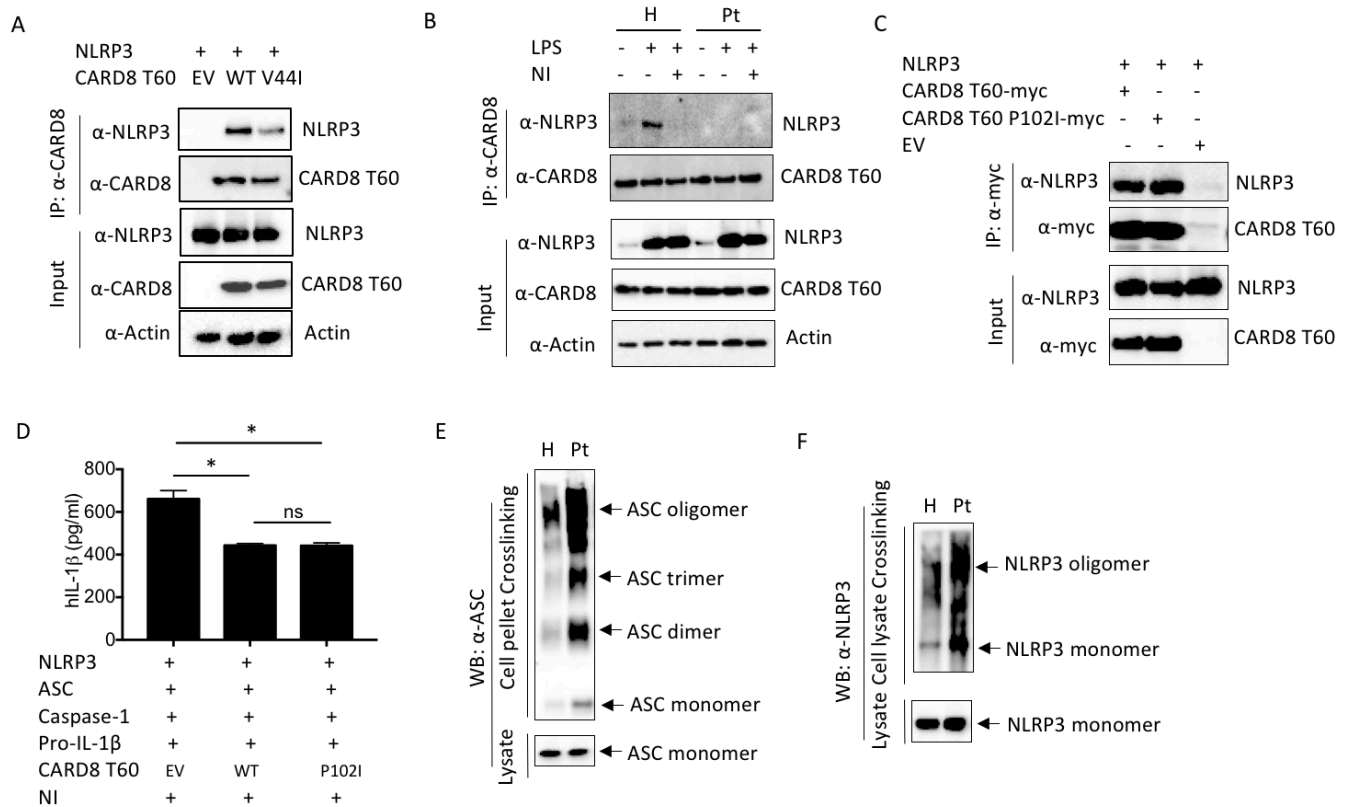 A
NLRP3 + + +
CARD8 T60 EV WT V44I
IP: α-CARD8
α-NLRP3 NLRP3
α-CARD8 CARD8 T60
Input
α-NLRP3 NLRP3
α-CARD8 CARD8 T60
α-Actin Actin
B
H Pt
LPS - + + - + +
NI - - + - - +
IP: α-CARD8
α-NLRP3 NLRP3
α-CARD8 CARD8 T60
Input
α-NLRP3 NLRP3
α-CARD8 CARD8 T60
α-Actin Actin
C
NLRP3 + + +
CARD8 T60-myc + - -
CARD8 T60 P102I-myc - + -
EV - - +
IP: α-myc
α-NLRP3 NLRP3
α-myc CARD8 T60
Input
α-NLRP3 NLRP3
α-myc CARD8 T60
D
*
*
ns
hIL-1β (pg/ml)
800
600
400
200
0
NLRP3 + + +
ASC + + +
Caspase-1 + + +
Pro-IL-1β + + +
CARD8 T60 EV WT P102I
NI + + +
E
H Pt
WB: α-ASC
Cell pellet Crosslinking
ASC oligomer
ASC trimer
ASC dimer
ASC monomer
Lysate
ASC monomer
F
H Pt
WB: α-NLRP3
Cell lysate Crosslinking
NLRP3 oligomer
NLRP3 monomer
Lysate
NLRP3 monomer